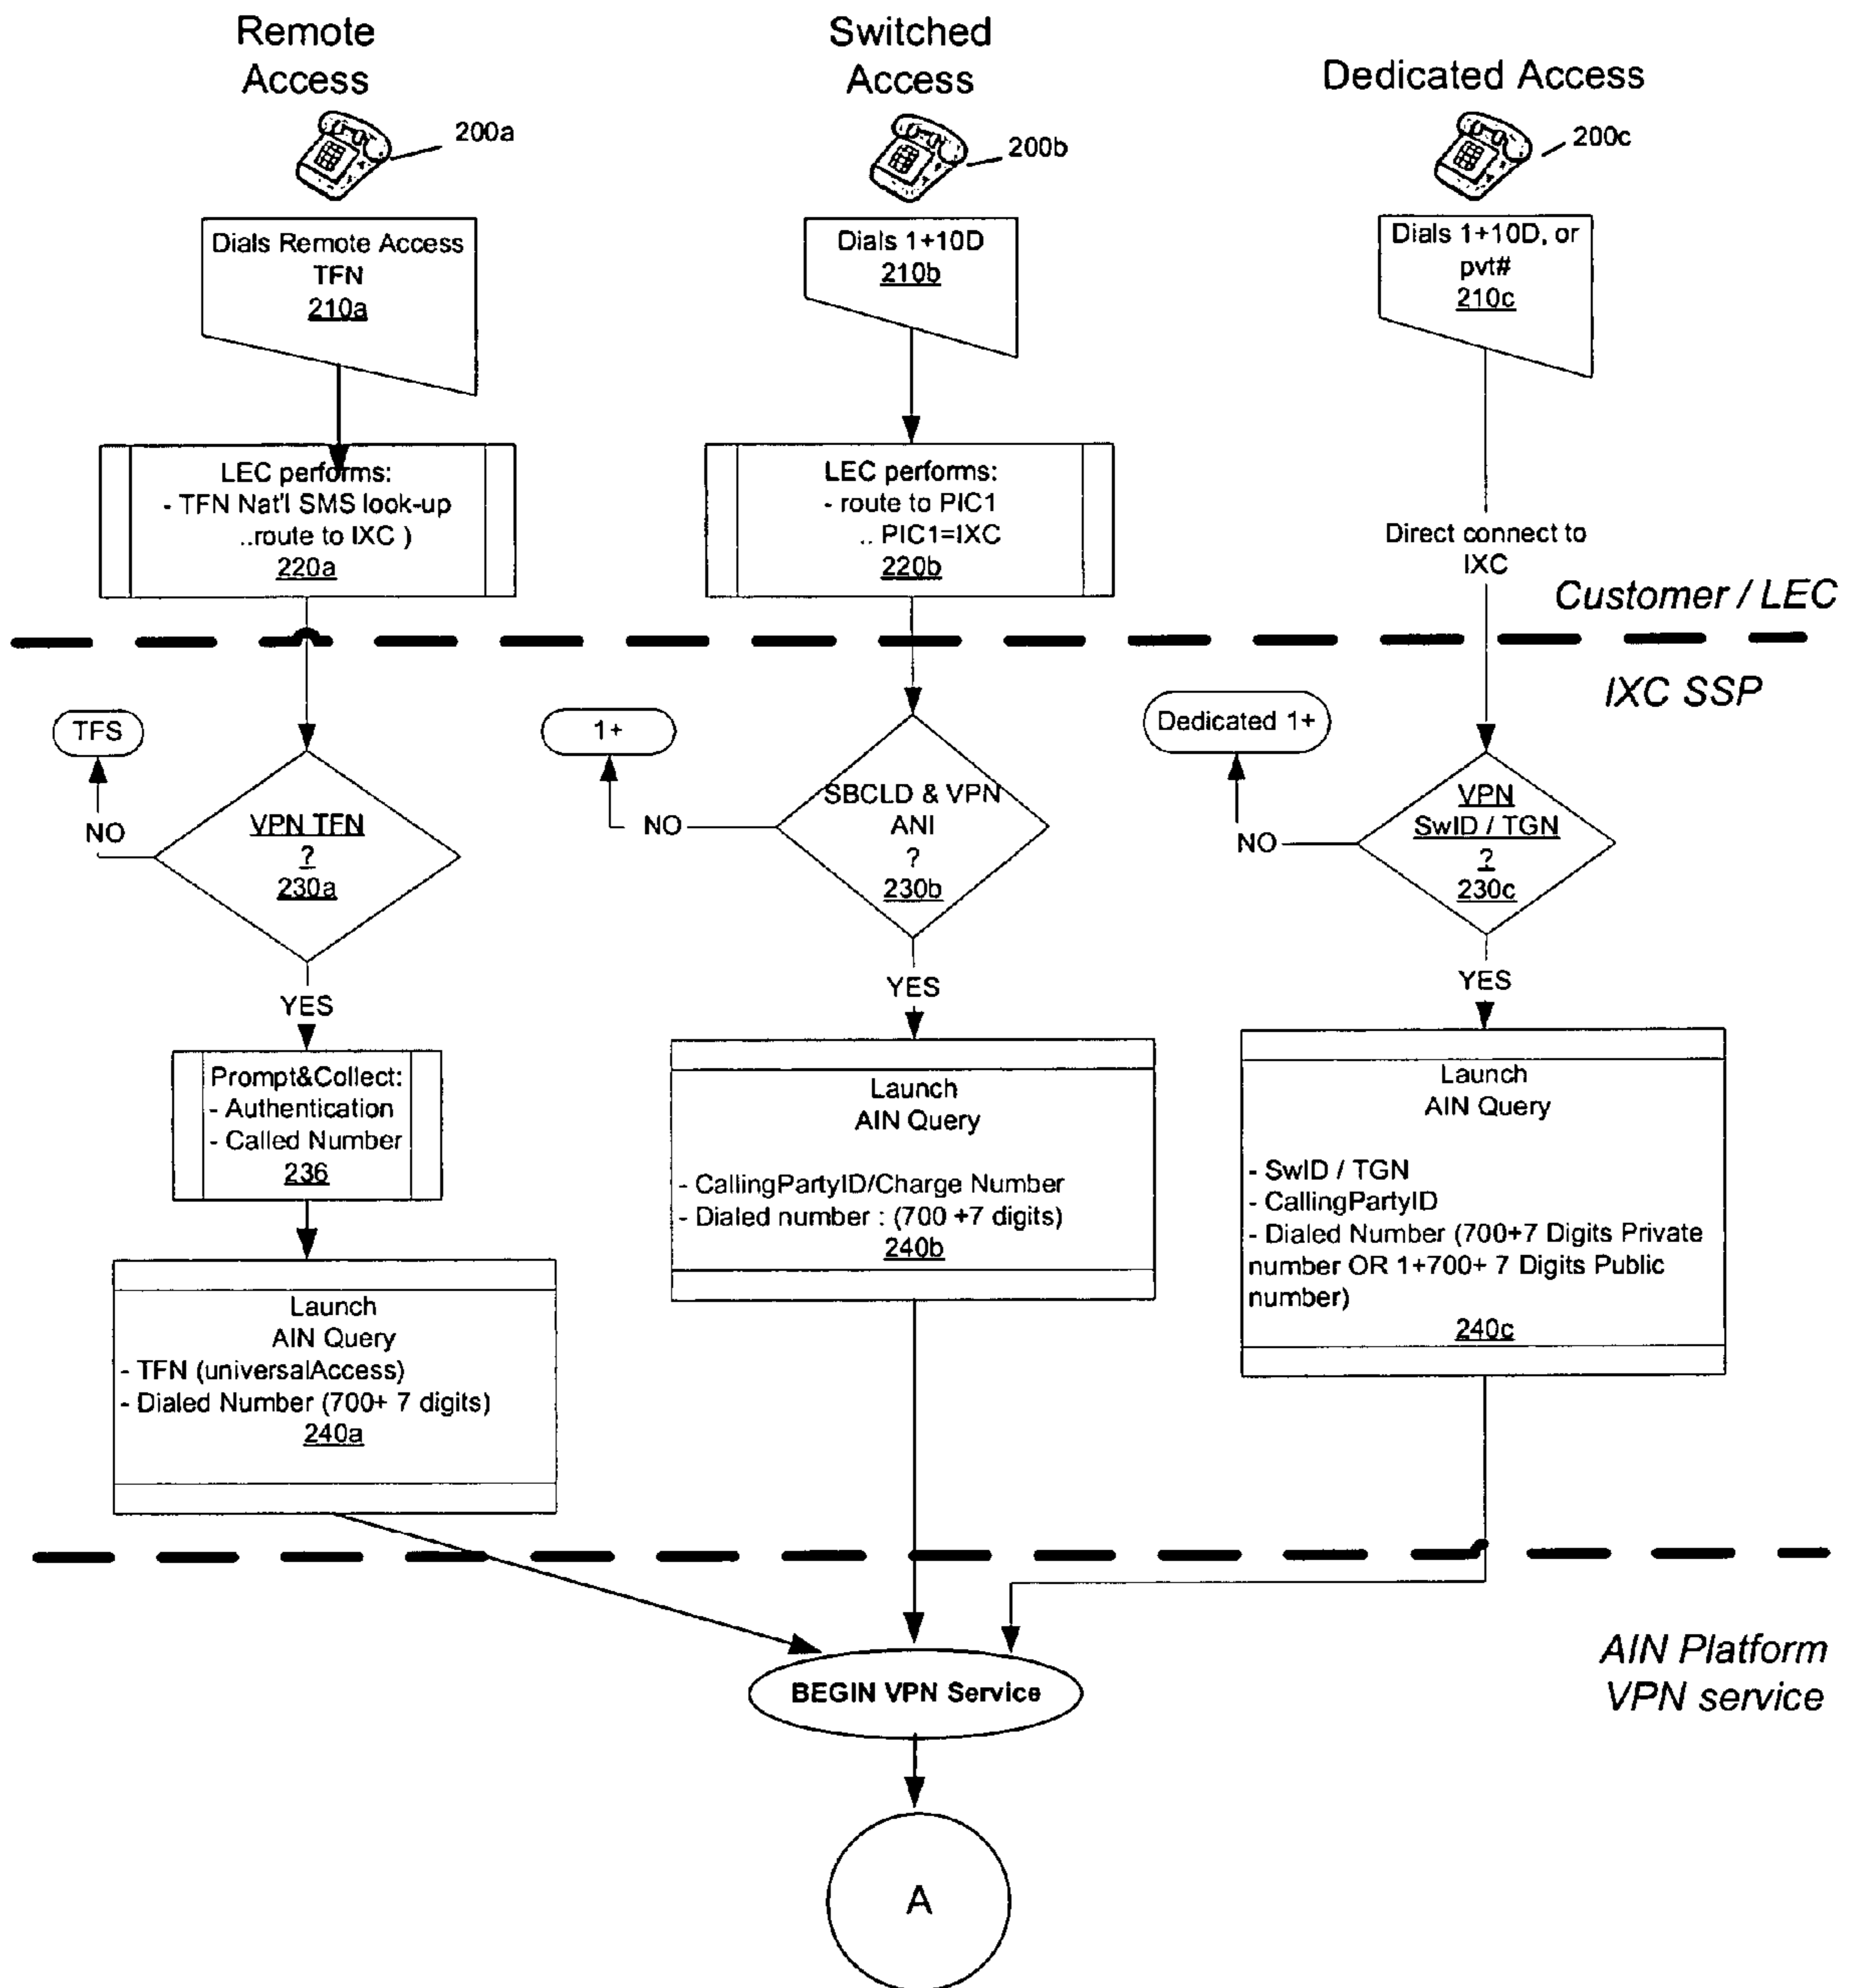 Remote
Access
200a
Dials Remote Access
TFN
210a
LEC performs:
- TFN Nat'l SMS look-up
..route to IXC )
220a
Switched
Access
200b
Dials 1+10D
210b
LEC performs:
- route to PIC1
.. PIC1=IXC
220b
Dedicated Access
200c
Dials 1+10D, or
pvt#
210c
Direct connect to
IXC
Customer / LEC
IXC SSP
TFS
NO
VPN TFN
?
230a
YES
Prompt&Collect:
- Authentication
- Called Number
236
Launch
AIN Query
- TFN (universalAccess)
- Dialed Number (700+ 7 digits)
240a
1+
NO
SBCLD & VPN
ANI
?
230b
YES
Launch
AIN Query
- CallingPartyID/Charge Number
- Dialed number : (700 +7 digits)
240b
Dedicated 1+
NO
VPN
SwID / TGN
?
230c
YES
Launch
AIN Query
- SwID / TGN
- CallingPartyID
- Dialed Number (700+7 Digits Private
number OR 1+700+ 7 Digits Public
number)
240c
AIN Platform
VPN service
BEGIN VPN Service
A